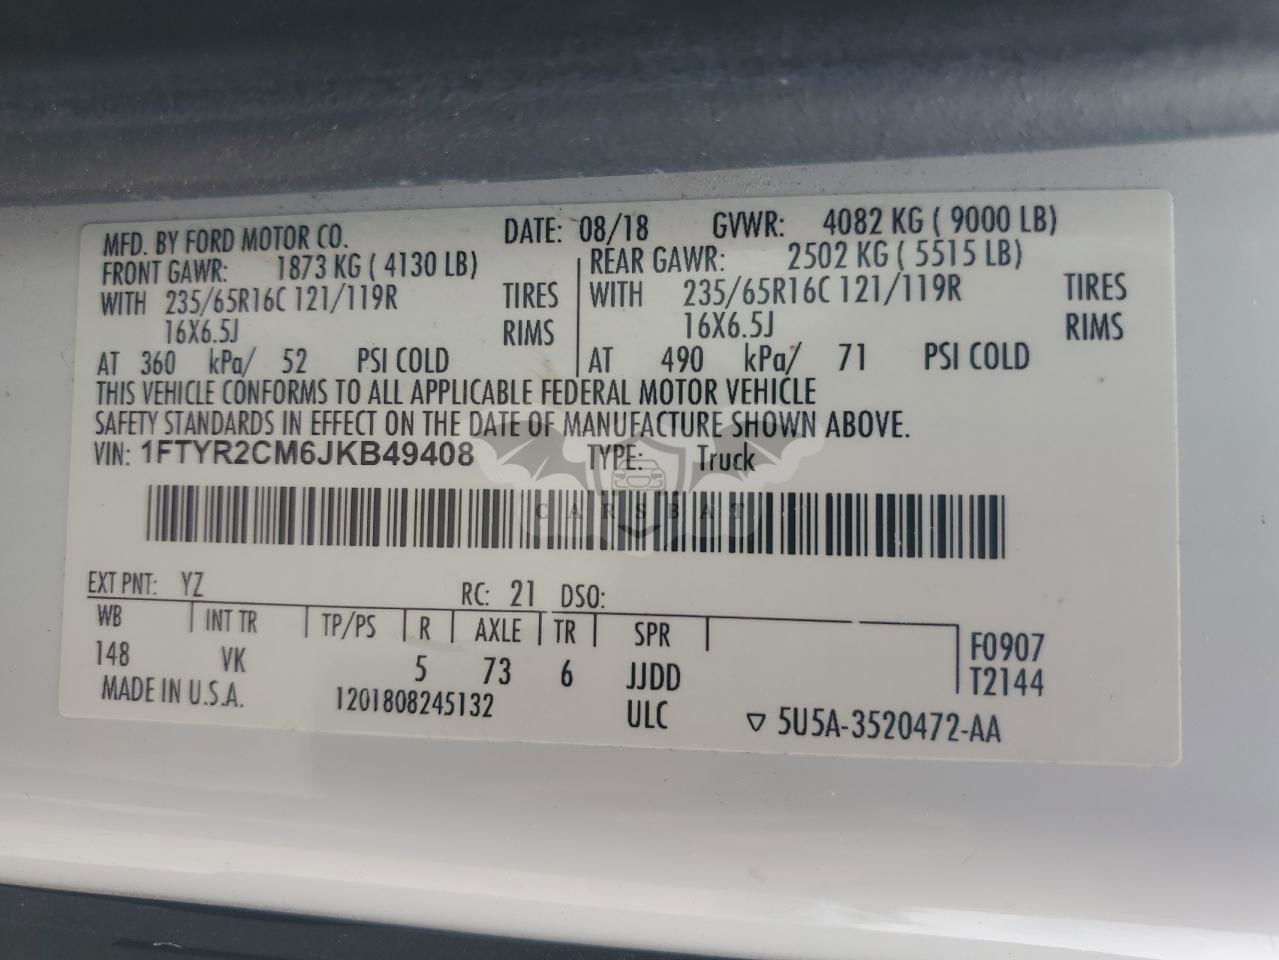 MFD. BY FORD MOTOR CO. DATE: 08/18 GVWR: 4082 KG ( 9000 LB)
FRONT GAWR: 1873 KG ( 4130 LB) REAR GAWR: 2502 KG ( 5515 LB)
WITH 235/65R16C 121/119R TIRES WITH 235/65R16C 121/119R TIRES
16X6.5J RIMS 16X6.5J RIMS
AT 360 kPa/ 52 PSI COLD AT 490 kPa/ 71 PSI COLD
THIS VEHICLE CONFORMS TO ALL APPLICABLE FEDERAL MOTOR VEHICLE
SAFETY STANDARDS IN EFFECT ON THE DATE OF MANUFACTURE SHOWN ABOVE.
VIN: 1FTYR2CM6JKB49408 TYPE: Truck
CARSBAT
EXT PNT: YZ RC: 21 DSO:
WB INT TR TP/PS R AXLE TR SPR F0907
148 VK 5 73 6 JJDD T2144
MADE IN U.S.A. 1201808245132 ULC ▽ 5U5A-3520472-AA